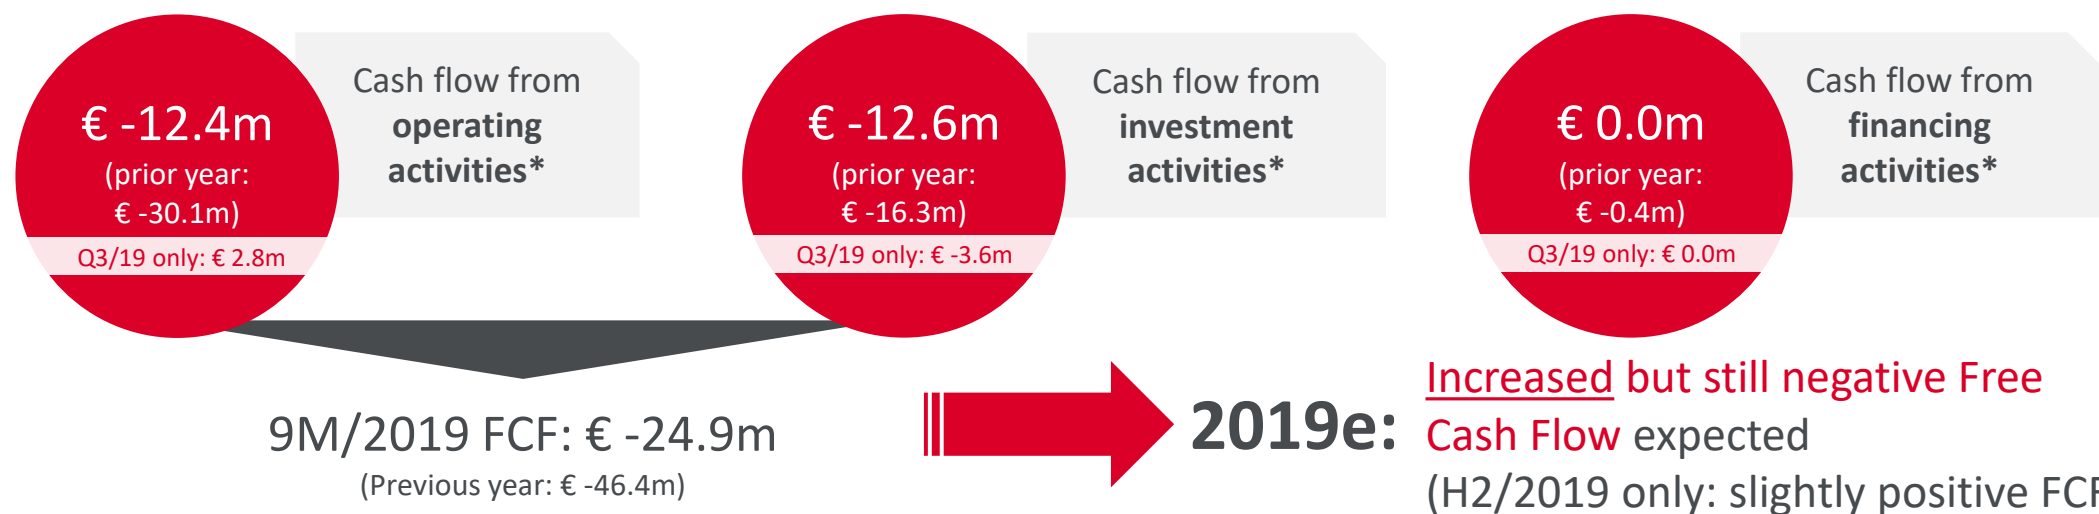 € -12.4m
(prior year:
€ -30.1m)
Q3/19 only: € 2.8m
Cash flow from
operating
activities*
€ -12.6m
(prior year:
€ -16.3m)
Q3/19 only: € -3.6m
Cash flow from
investment
activities*
€ 0.0m
(prior year:
€ -0.4m)
Q3/19 only: € 0.0m
Cash flow from
financing
activities*
9M/2019 FCF: € -24.9m
(Previous year: € -46.4m)
2019e:
Increased but still negative Free
Cash Flow expected
(H2/2019 only: slightly positive FCF